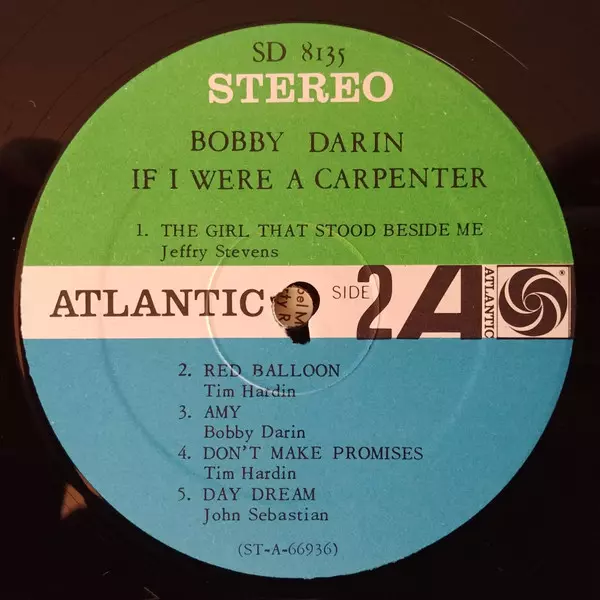 SD 8135
STEREO
BOBBY DARIN
IF I WERE A CARPENTER
1. THE GIRL THAT STOOD BESIDE ME
Jeffry Stevens
ATLANTIC
SIDE 2
A
ATLANTIC
®
2. RED BALLOON
Tim Hardin
3. AMY
Bobby Darin
4. DON'T MAKE PROMISES
Tim Hardin
5. DAY DREAM
John Sebastian
(ST-A-66936)